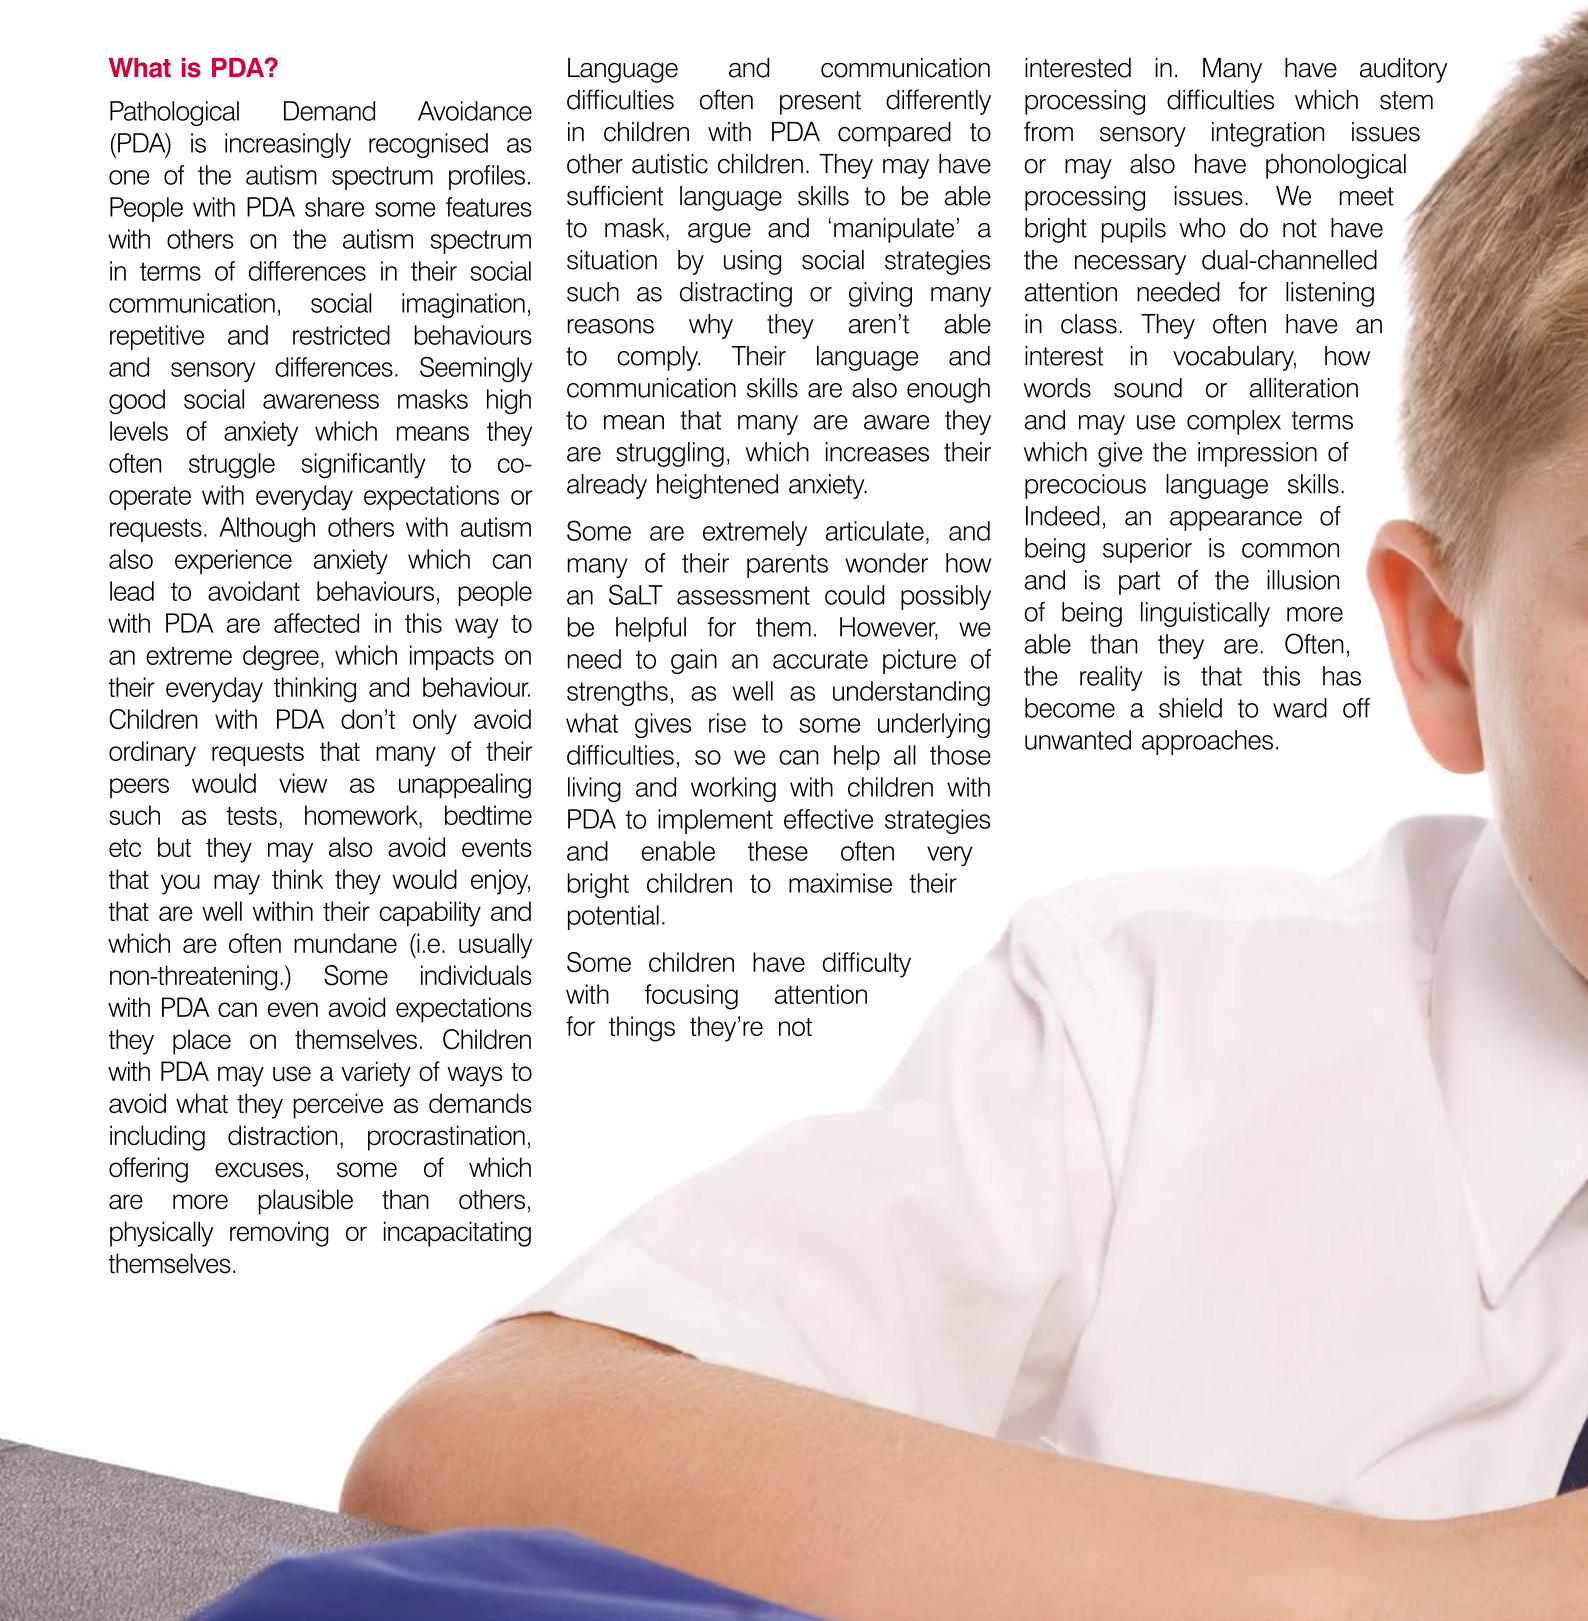 What is PDA?
Pathological Demand Avoidance
(PDA) is increasingly recognised as
one of the autism spectrum profiles.
People with PDA share some features
with others on the autism spectrum
in terms of differences in their social
communication, social imagination,
repetitive and restricted behaviours
and sensory differences. Seemingly
good social awareness masks high
levels of anxiety which means they
often struggle significantly to co-
operate with everyday expectations or
requests. Although others with autism
also experience anxiety which can
lead to avoidant behaviours, people
with PDA are affected in this way to
an extreme degree, which impacts on
their everyday thinking and behaviour.
Children with PDA don't only avoid
ordinary requests that many of their
peers would view as unappealing
such as tests, homework, bedtime
etc but they may also avoid events
that you may think they would enjoy,
that are well within their capability and
which are often mundane (i.e. usually
non-threatening.) Some individuals
with PDA can even avoid expectations
they place on themselves. Children
with PDA may use a variety of ways to
avoid what they perceive as demands
including distraction, procrastination,
offering excuses, some of which
are more plausible than others,
physically removing or incapacitating
themselves.
Language and communication
difficulties often present differently
in children with PDA compared to
other autistic children. They may have
sufficient language skills to be able
to mask, argue and ‘manipulate’ a
situation by using social strategies
such as distracting or giving many
reasons why they aren't able
to comply. Their language and
communication skills are also enough
to mean that many are aware they
are struggling, which increases their
already heightened anxiety.
Some are extremely articulate, and
many of their parents wonder how
an SaLT assessment could possibly
be helpful for them. However, we
need to gain an accurate picture of
strengths, as well as understanding
what gives rise to some underlying
difficulties, so we can help all those
living and working with children with
PDA to implement effective strategies
and enable these often very
bright children to maximise their
potential.
Some children have difficulty
with focusing attention
for things they're not
interested in. Many have auditory
processing difficulties which stem
from sensory integration issues
or may also have phonological
processing issues. We meet
bright pupils who do not have
the necessary dual-channelled
attention needed for listening
in class. They often have an
interest in vocabulary, how
words sound or alliteration
and may use complex terms
which give the impression of
precocious language skills.
Indeed, an appearance of
being superior is common
and is part of the illusion
of being linguistically more
able than they are. Often,
the reality is that this has
become a shield to ward off
unwanted approaches.